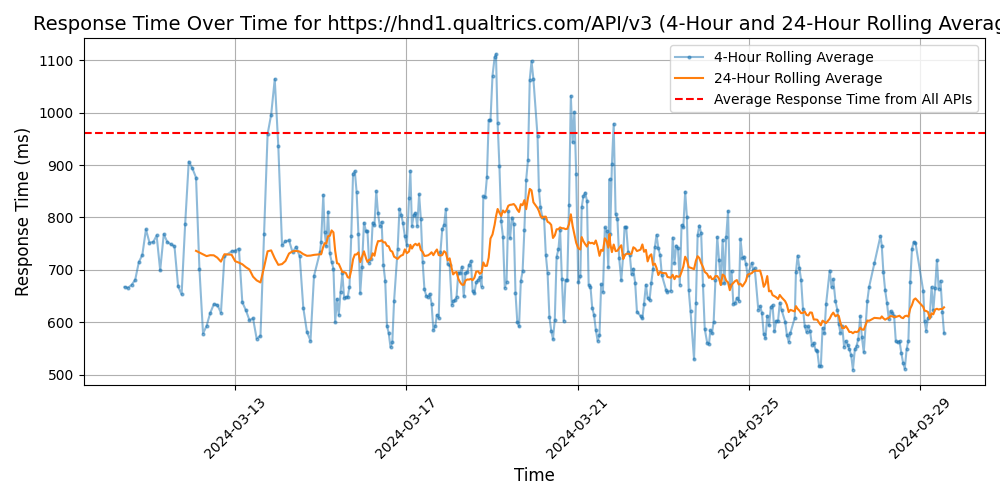 Response Time Over Time for https://hnd1.qualtrics.com/API/v3 (4-Hour and 24-Hour Rolling Averag
4-Hour Rolling Average
24-Hour Rolling Average
Average Response Time from All APIs
Response Time (ms)
1100
1000
900
800
700
600
500
2024-03-13
2024-03-17
2024-03-21
2024-03-25
2024-03-29
Time